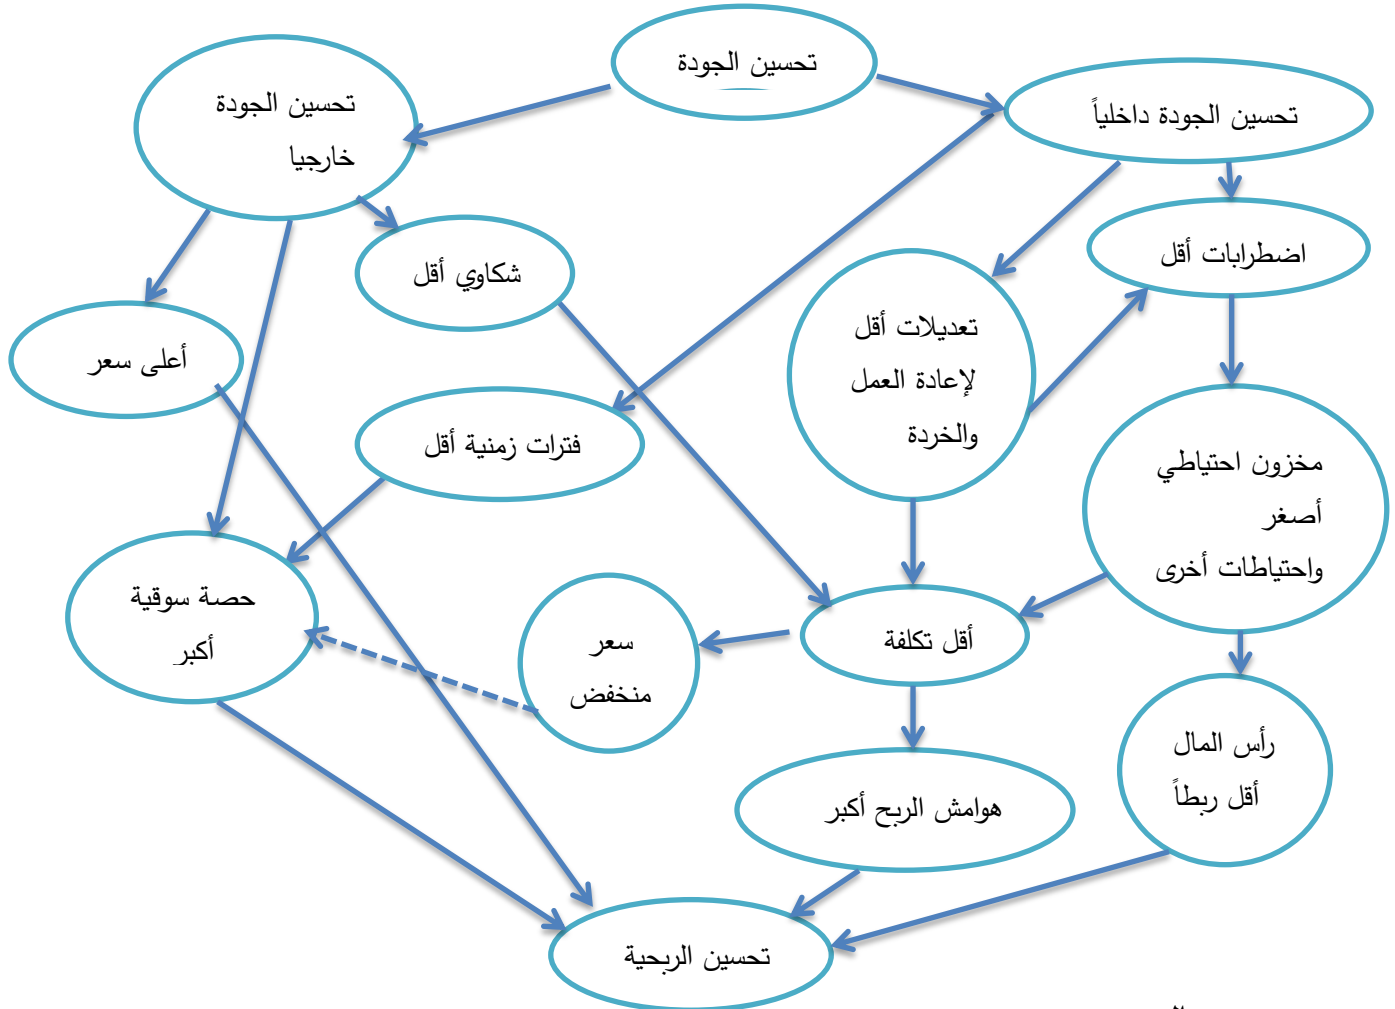 تحسين الجودة
تحسين الجودة
خارجيا
تحسين الجودة داخلياً
شكاوي أقل
اضطرابات أقل
أعلى سعر
تعديلات أقل
لإعادة العمل
والخردة
فترات زمنية أقل
مخزون احتياطي
أصغر
واحتياطات أخرى
حصة سوقية
أكبر
سعر
منخفض
أقل تكلفة
رأس المال
أقل ربطاً
هوامش الربح أكبر
تحسين الربحية